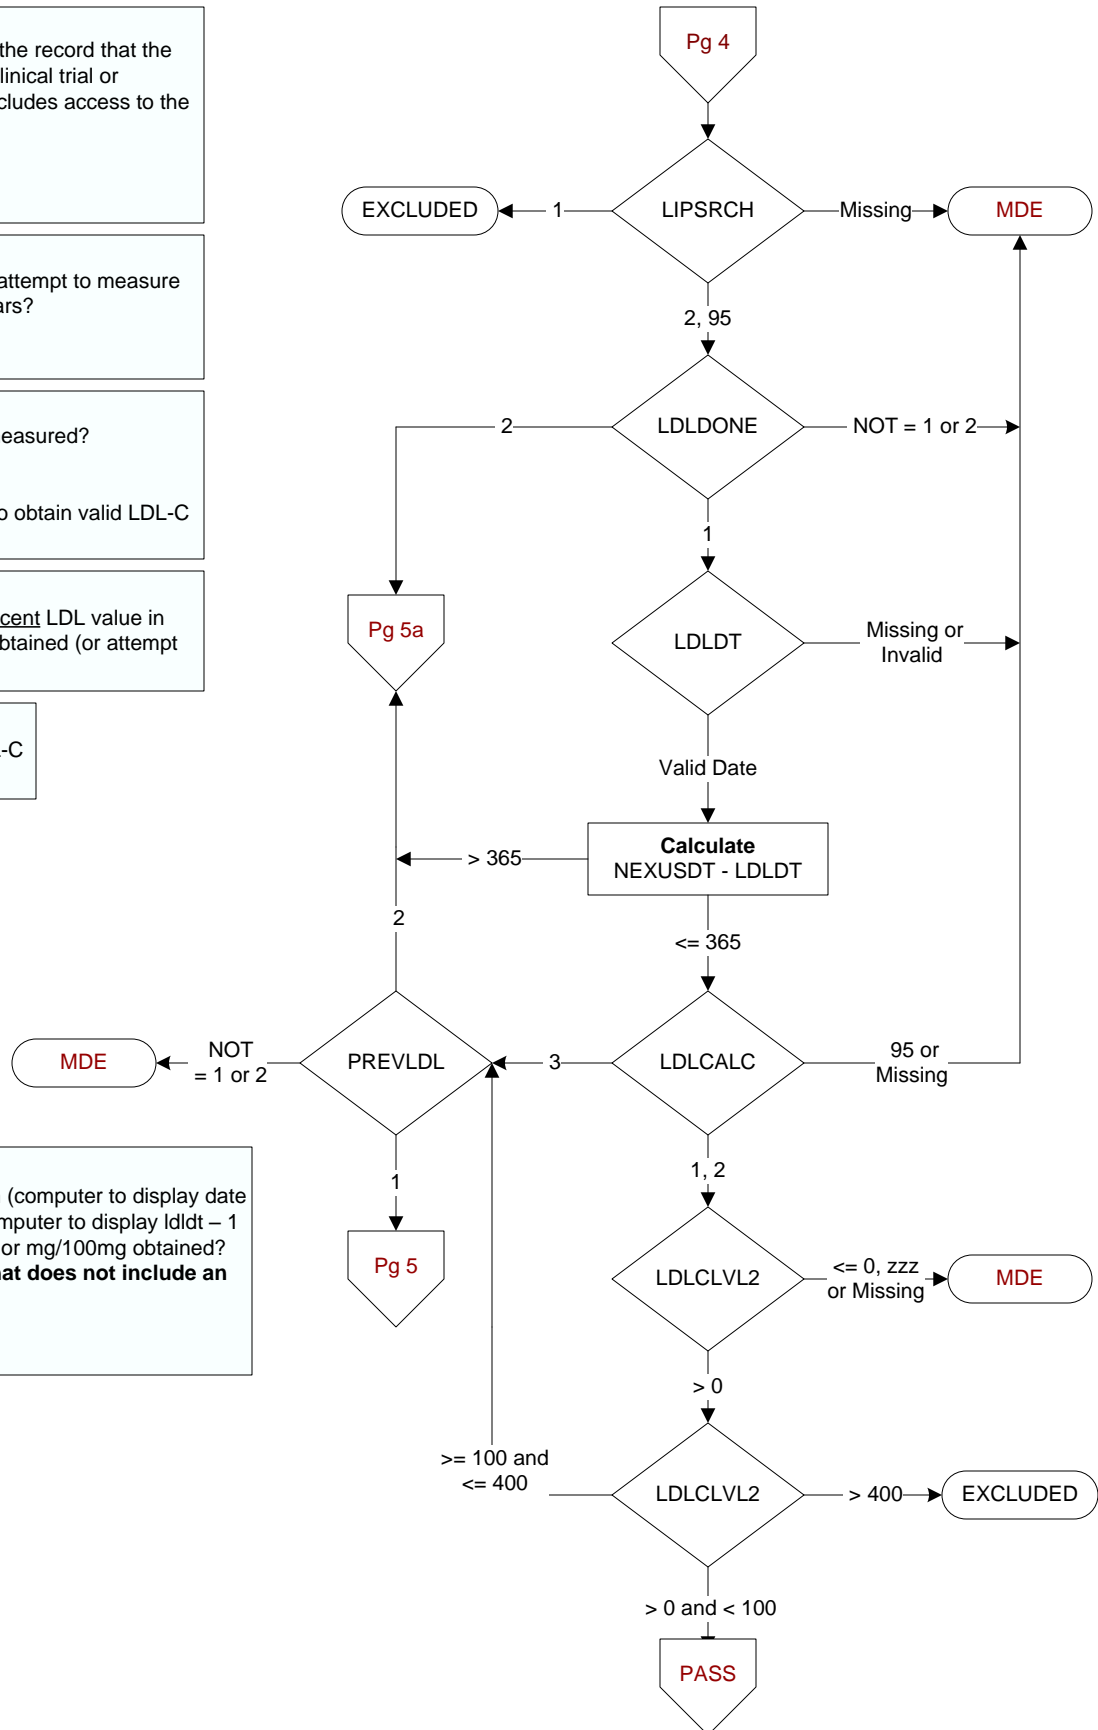 the record that the
linical trial or
cludes access to the
attempt to measure
ars?
easured?
o obtain valid LDL-C
cent LDL value in
btained (or attempt
-C
(computer to display date
mputer to display ldldt – 1
or mg/100mg obtained?
hat does not include an
Pg 4
EXCLUDED
1
LIPSRCH
Missing
MDE
2, 95
2
LDLDONE
NOT = 1 or 2
1
Pg 5a
LDLDT
Missing or
Invalid
Valid Date
> 365
Calculate
NEXUSDT - LDLDT
2
<= 365
MDE
NOT
= 1 or 2
PREVLDL
3
LDLCALC
95 or
Missing
1
1, 2
Pg 5
LDLCLVL2
<= 0, zzz
or Missing
MDE
> 0
>= 100 and
<= 400
LDLCLVL2
> 400
EXCLUDED
> 0 and < 100
PASS